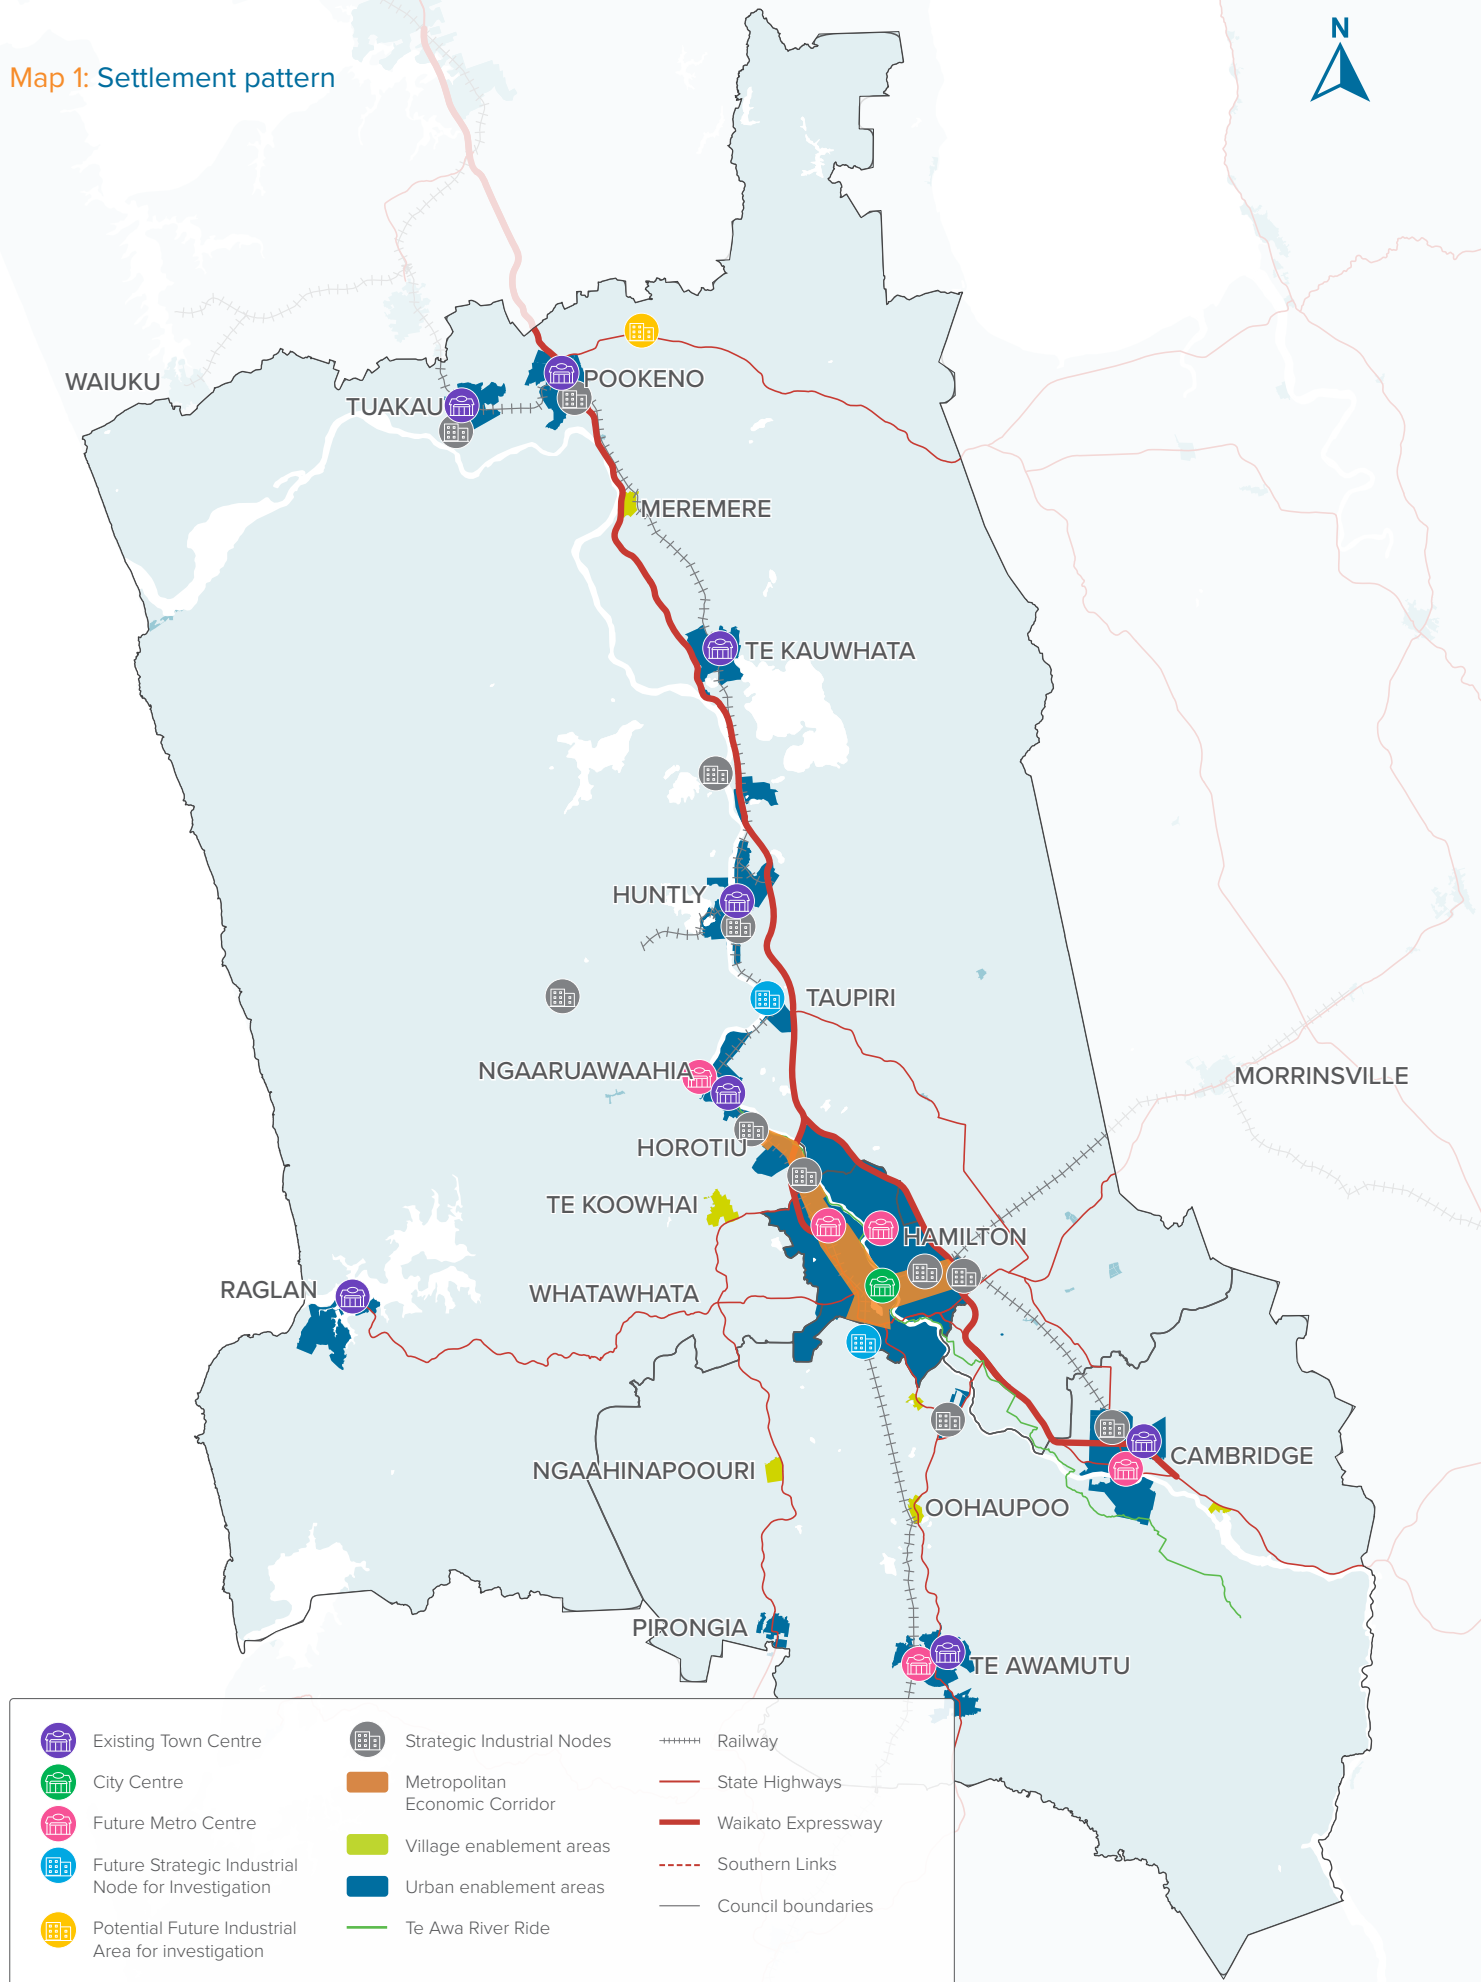 N
Map 1: Settlement pattern
WAIUKU
POOKENO
TUAKAU
MEREMERE
TE KAUWHATA
HUNTLY
TAUPIRI
NGAARUAWAAHIA
MORRINSVILLE
HOROTIU
TE KOOWHAI
HAMILTON
RAGLAN
WHATAWHATA
CAMBRIDGE
NGAAHINAPOOURI
OOHAUPOO
PIRONGIA
TE AWAMUTU
Existing Town Centre
City Centre
Future Metro Centre
Future Strategic Industrial
Node for Investigation
Potential Future Industrial
Area for investigation
Strategic Industrial Nodes
Metropolitan
Economic Corridor
Village enablement areas
Urban enablement areas
Te Awa River Ride
Railway
State Highways
Waikato Expressway
Southern Links
Council boundaries